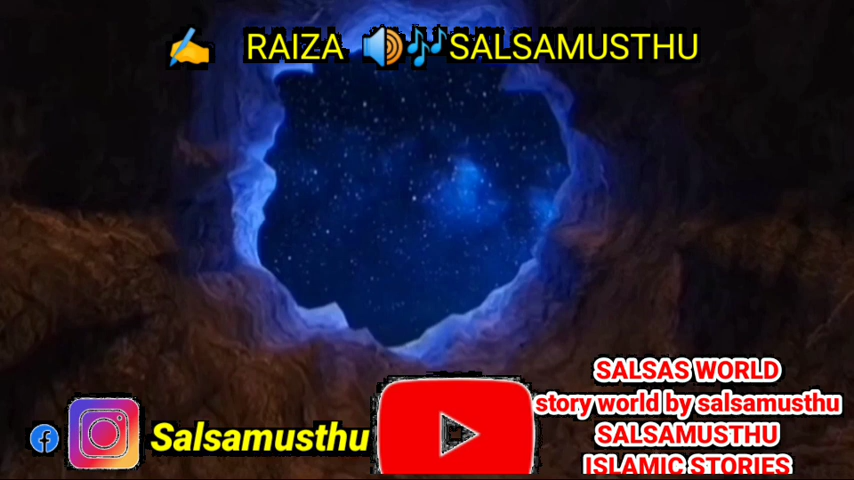 ✍️ RAIZA 🔊🎶SALSAMUSTHU
Salsamusthu
SALSAS WORLD
story world by salsamusthu
SALSAMUSTHU
ISLAMIC STORIES